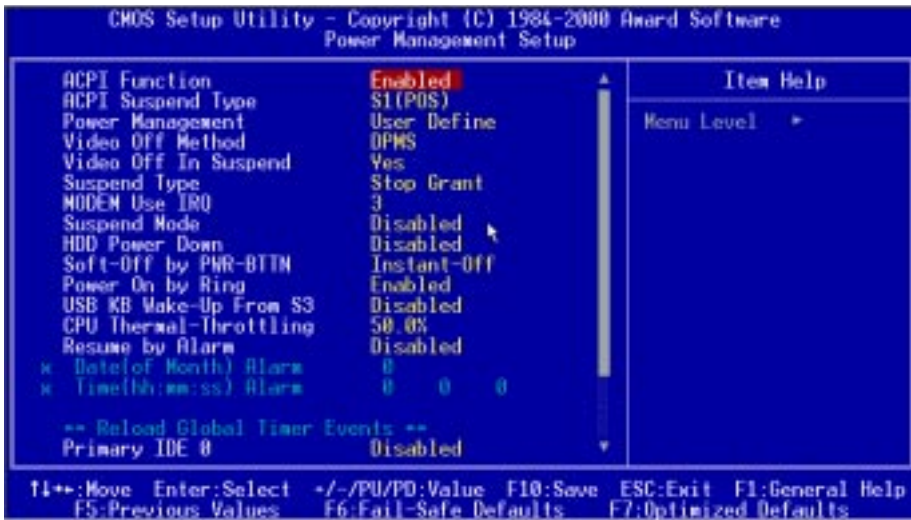 CMOS Setup Utility - Copyright (C) 1984-2000 Award Software
Power Management Setup
ACPI Function Enabled
ACPI Suspend Type S1(POS)
Power Management User Define
Video Off Method DPMS
Video Off In Suspend Yes
Suspend Type Stop Grant
MODEM Use IRQ 3
Suspend Mode Disabled
HDD Power Down Disabled
Soft-Off by PWR-BTTN Instant-Off
Power On by Ring Enabled
USB KB Wake-Up From S3 Disabled
CPU Thermal-Throttling 50.0%
Resume by Alarm Disabled
x Date(of Month) Alarm 0
x Time(hh:mm:ss) Alarm 0 0 0
** Reload Global Timer Events **
Primary IDE 0 Disabled
Item Help
Menu Level ►
↑↓→←:Move Enter:Select +/-/PU/PD:Value F10:Save ESC:Exit F1:General Help
F5:Previous Values F6:Fail-Safe Defaults F7:Optimized Defaults